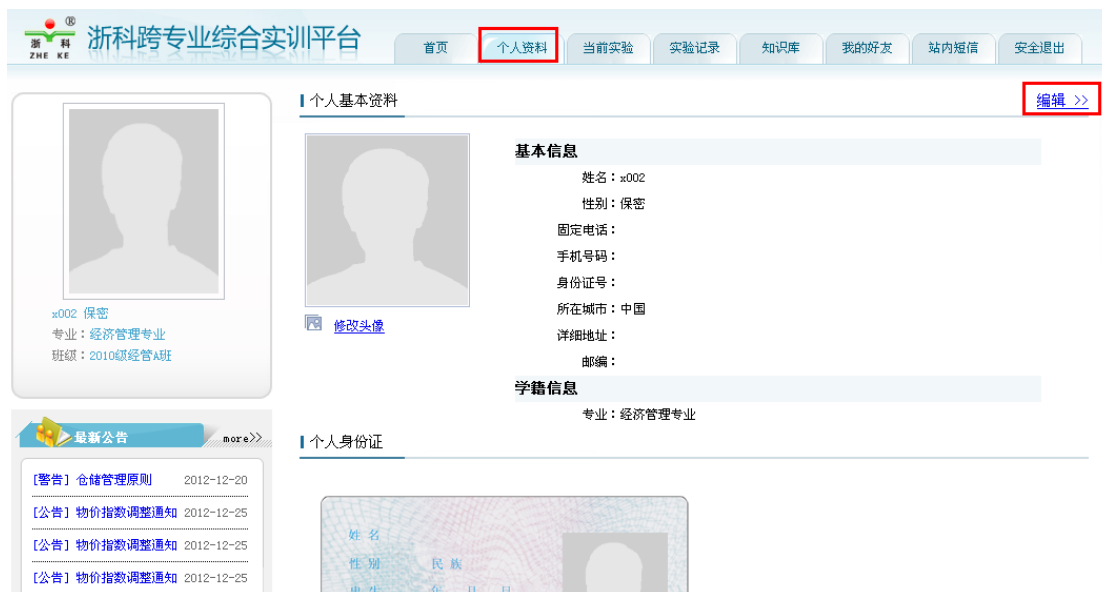 ®
浙 科
ZHE KE
浙科跨专业综合实训平台
首页 个人资料 当前实验 实验记录 知识库 我的好友 站内短信 安全退出
个人基本资料
编辑 >>
基本信息
姓名：x002
性别：保密
固定电话：
手机号码：
身份证号：
所在城市：中国
详细地址：
邮编：
修改头像
学籍信息
专业：经济管理专业
x002 保密
专业：经济管理专业
班级：2010级经管A班
最新公告 more>>
[警告] 仓储管理原则 2012-12-20
[公告] 物价指数调整通知 2012-12-25
[公告] 物价指数调整通知 2012-12-25
[公告] 物价指数调整通知 2012-12-25
个人身份证
姓 名
性 别 民 族
出 生 年 月 日